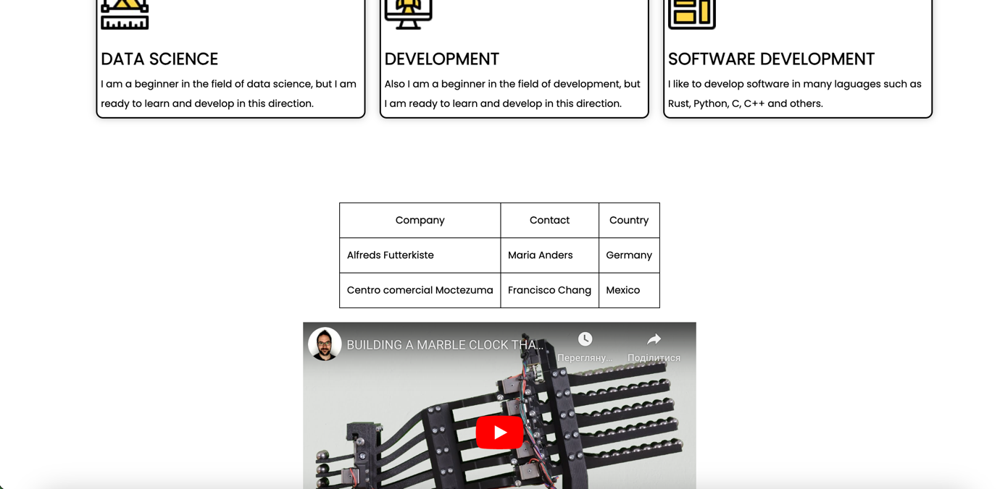 DATA SCIENCE
I am a beginner in the field of data science, but I am
ready to learn and develop in this direction.
DEVELOPMENT
Also I am a beginner in the field of development, but
I am ready to learn and develop in this direction.
SOFTWARE DEVELOPMENT
I like to develop software in many laguages such as
Rust, Python, C, C++ and others.
Company Contact Country
Alfreds Futterkiste Maria Anders Germany
Centro comercial Moctezuma Francisco Chang Mexico
BUILDING A MARBLE CLOCK THA...
Перегляну... Поділитися